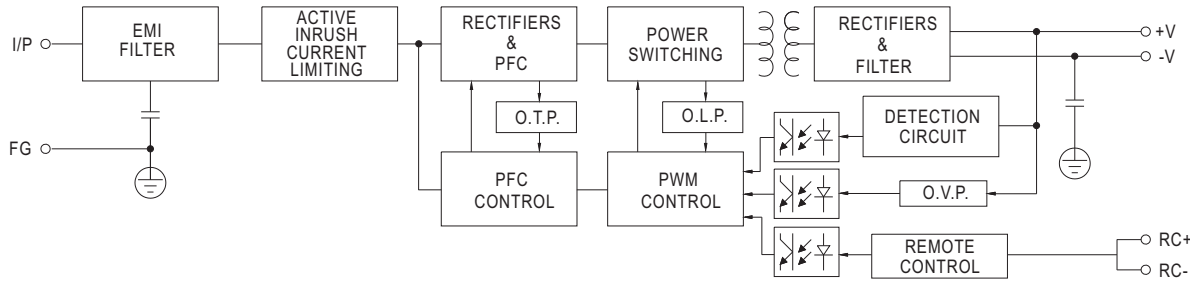 I/P
EMI
FILTER
ACTIVE
INRUSH
CURRENT
LIMITING
RECTIFIERS
&
PFC
POWER
SWITCHING
RECTIFIERS
&
FILTER
+V
-V
O.T.P.
O.L.P.
DETECTION
CIRCUIT
FG
PFC
CONTROL
PWM
CONTROL
O.V.P.
REMOTE
CONTROL
RC+
RC-